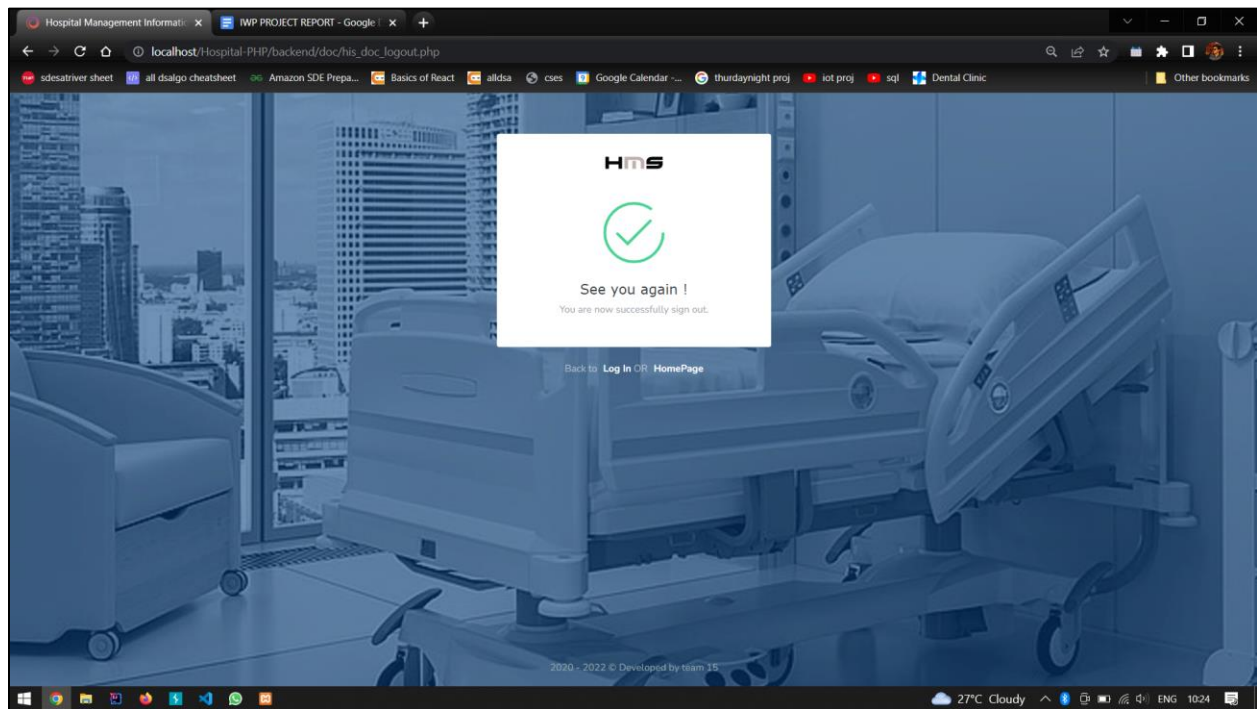 Hospital Management Informatic
IWP PROJECT REPORT - Google
localhost/Hospital-PHP/backend/doc/his_doc_logout.php
sdesatriver sheet all dsalgo cheatsheet Amazon SDE Prepa... Basics of React alldsa cses Google Calendar -... thurdaynight proj iot proj sql Dental Clinic Other bookmarks
HMS
See you again !
You are now successfully sign out.
Back to Log In OR HomePage
2020 - 2022 © Developed by team 15
27°C Cloudy ENG 10:24